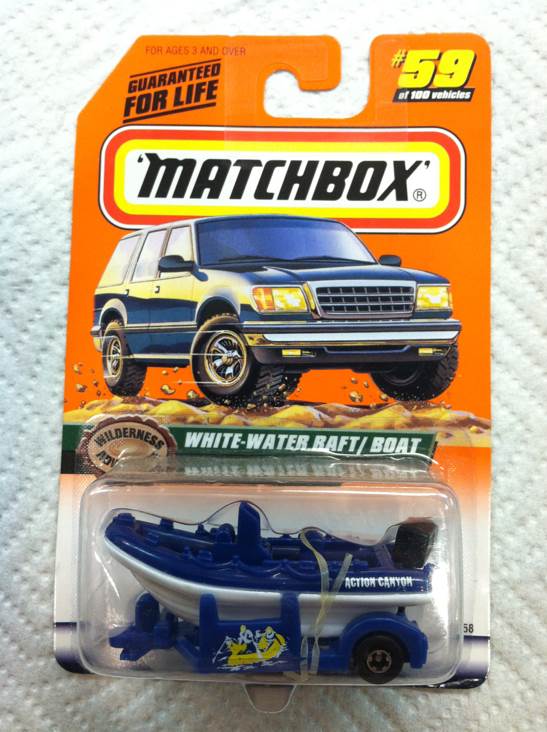 FOR AGES 3 AND OVER
GUARANTEED
FOR LIFE
#59
of 100 vehicles
'MATCHBOX'®
WILDERNESS
WHITE-WATER RAFT/ BOAT
ACTION CANYON
58